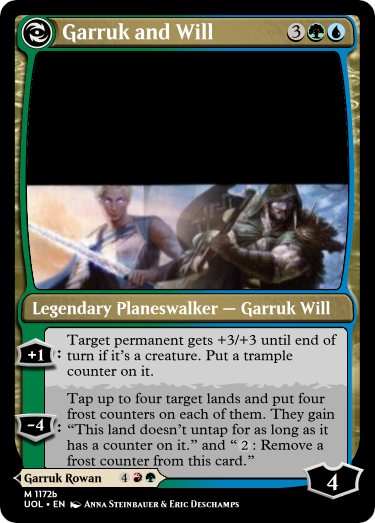 Garruk and Will 3
Legendary Planeswalker — Garruk Will
+1: Target permanent gets +3/+3 until end of
turn if it's a creature. Put a trample
counter on it.
-4: Tap up to four target lands and put four
frost counters on each of them. They gain
“This land doesn't untap for as long as it
has a counter on it.” and “ 2 : Remove a
frost counter from this card.”
Garruk Rowan 4
4
M 1172b
UOL • EN Anna Steinbauer & Eric Deschamps